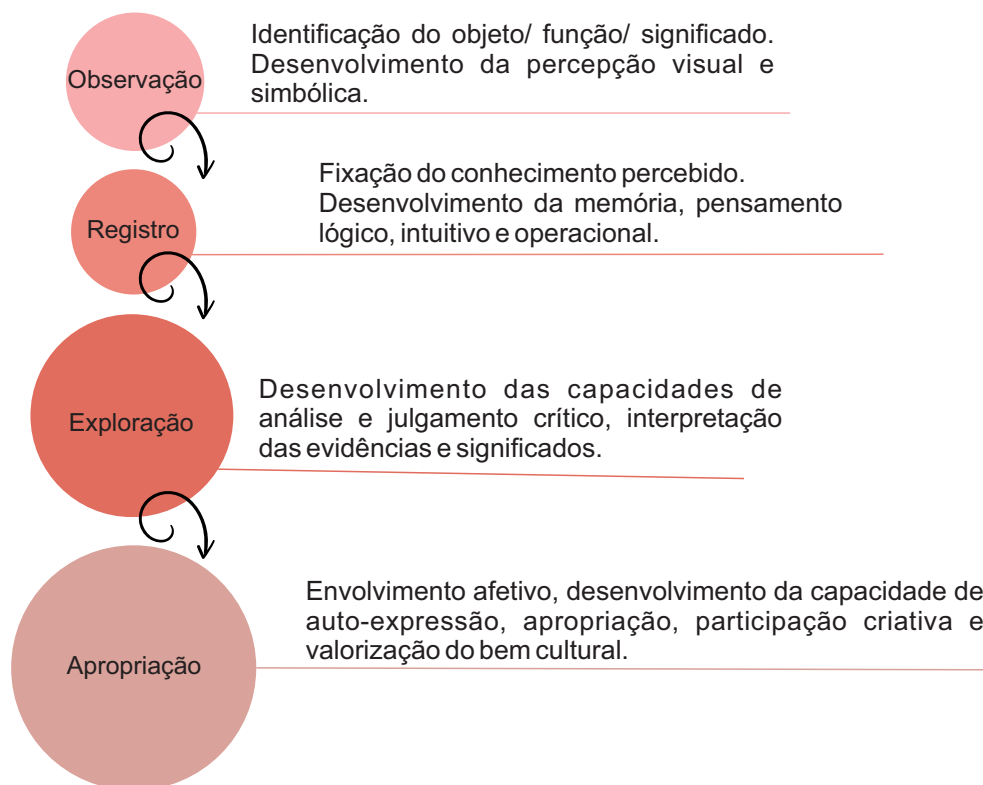 Observação
Identificação do objeto/ função/ significado.
Desenvolvimento da percepção visual e
simbólica.
Registro
Fixação do conhecimento percebido.
Desenvolvimento da memória, pensamento
lógico, intuitivo e operacional.
Exploração
Desenvolvimento das capacidades de
análise e julgamento crítico, interpretação
das evidências e significados.
Apropriação
Envolvimento afetivo, desenvolvimento da capacidade de
auto-expressão, apropriação, participação criativa e
valorização do bem cultural.